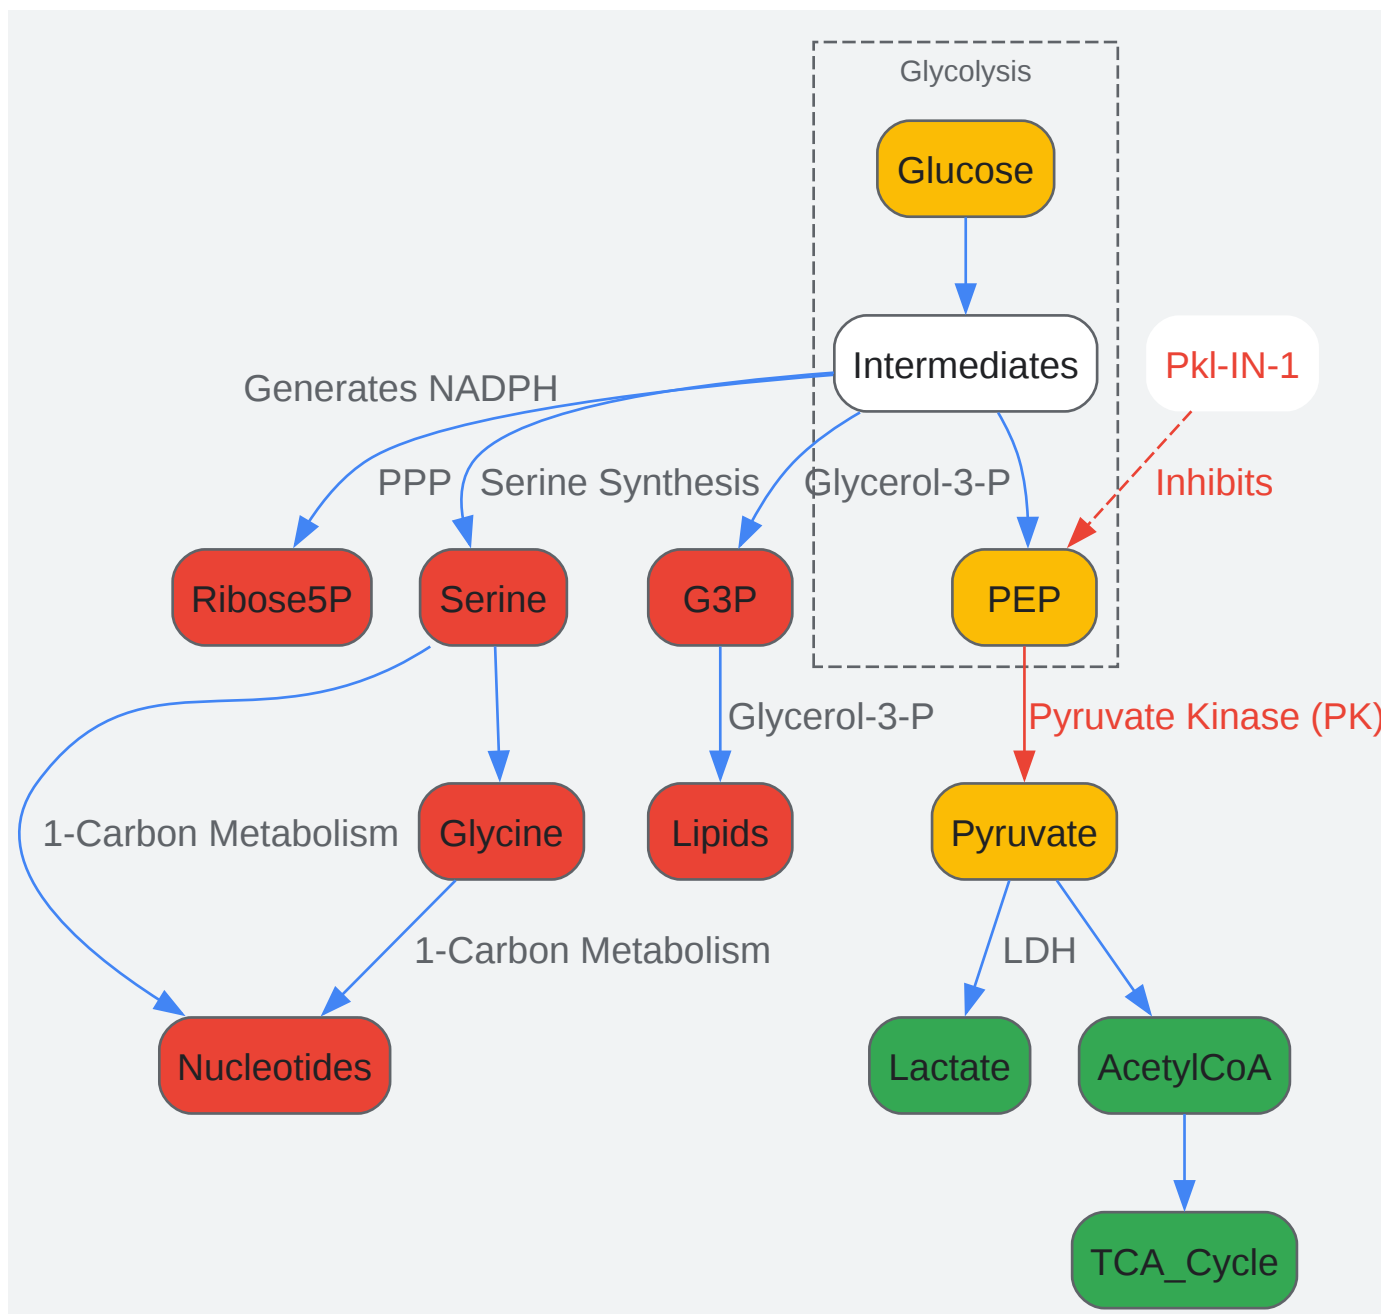 Glycolysis
Glucose
Intermediates
Pkl-IN-1
Generates NADPH
PPP
Serine Synthesis
Glycerol-3-P
Inhibits
Ribose5P
Serine
G3P
PEP
Glycerol-3-P
Pyruvate Kinase (PK)
1-Carbon Metabolism
Glycine
Lipids
Pyruvate
1-Carbon Metabolism
LDH
Nucleotides
Lactate
AcetylCoA
TCA_Cycle